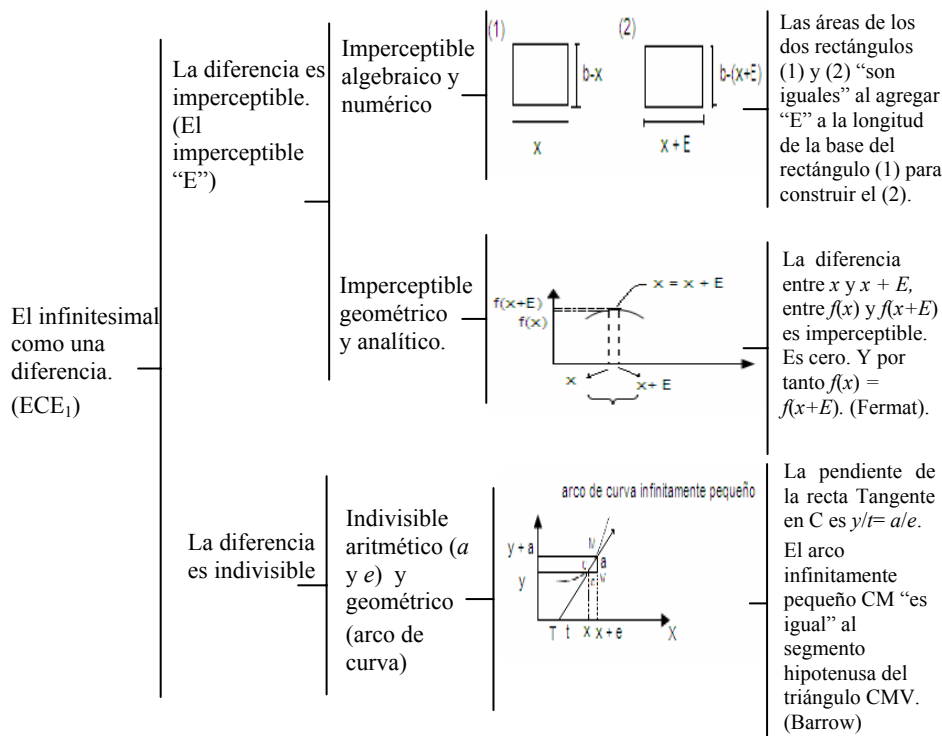 El infinitesimal
como una
diferencia.
(ECE₁)
La diferencia es
imperceptible.
(El
imperceptible
“E”)
Imperceptible
algebraico y
numérico
(1)
b-x
x
(2)
b-(x+E)
x + E
Las áreas de los
dos rectángulos
(1) y (2) “son
iguales” al agregar
“E” a la longitud
de la base del
rectángulo (1) para
construir el (2).
Imperceptible
geométrico
y analítico.
x = x + E
f(x+E)
f(x)
x
x+ E
La diferencia
entre x y x + E,
entre f(x) y f(x+E)
es imperceptible.
Es cero. Y por
tanto f(x) =
f(x+E). (Fermat).
La diferencia
es indivisible
Indivisible
aritmético (a
y e) y
geométrico
(arco de
curva)
arco de curva infinitamente pequeño
y + a
y
a
T t x x + e X
La pendiente de
la recta Tangente
en C es y/t= a/e.
El arco
infinitamente
pequeño CM “es
igual” al
segmento
hipotenusa del
triángulo CMV.
(Barrow)